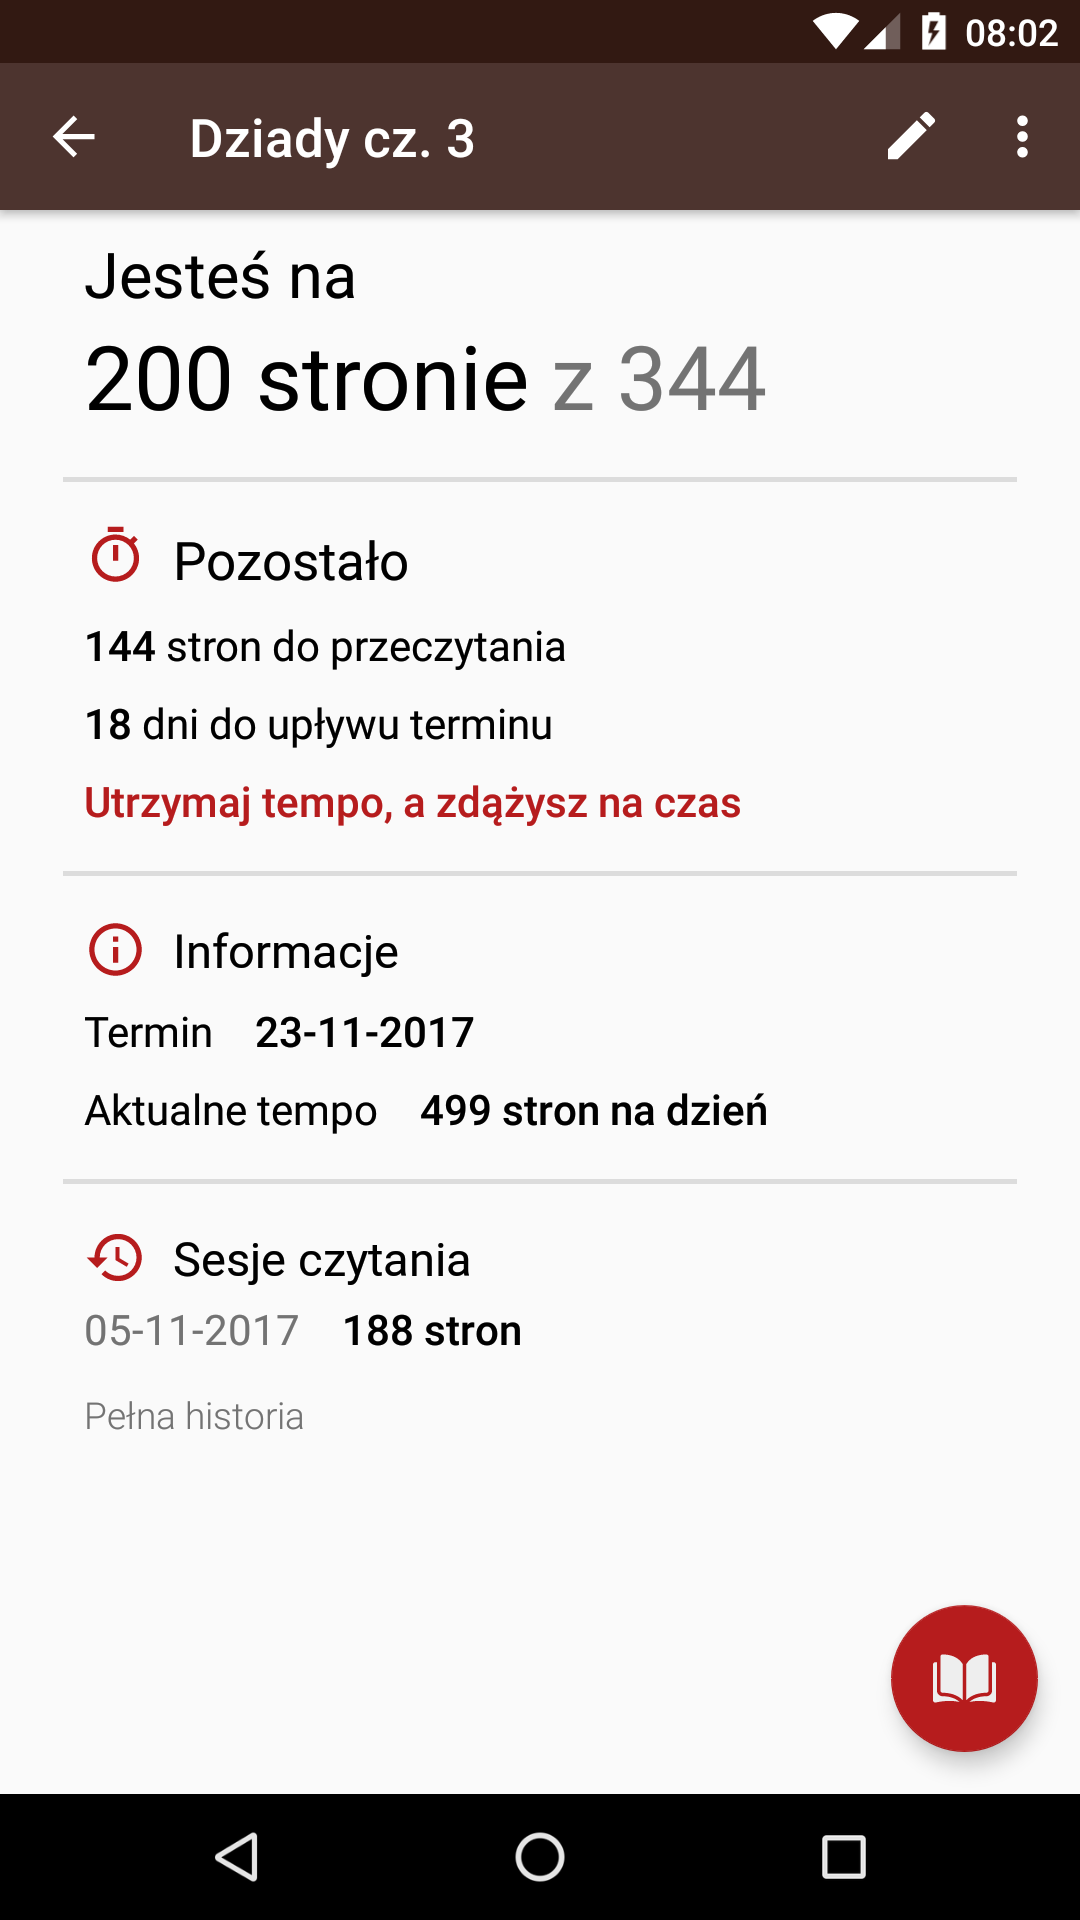 08:02
Dziady cz. 3
Jesteś na
200 stronie z 344
Pozostało
144 stron do przeczytania
18 dni do upływu terminu
Utrzymaj tempo, a zdążysz na czas
Informacje
Termin 23-11-2017
Aktualne tempo 499 stron na dzień
Sesje czytania
05-11-2017 188 stron
Pełna historia